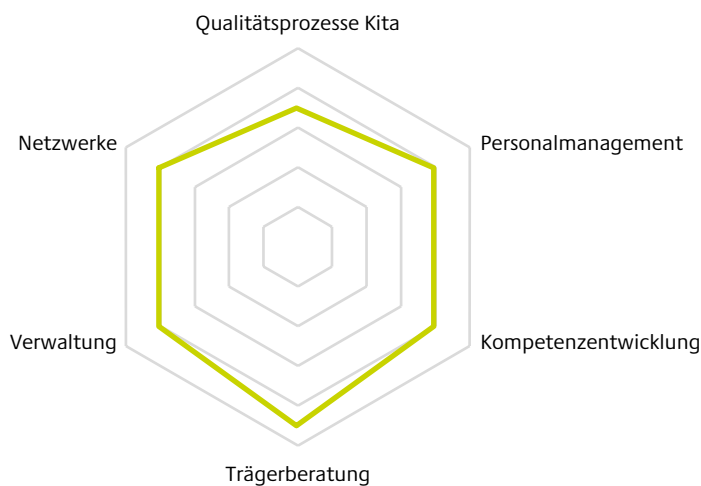 Qualitätsprozesse Kita
Netzwerke
Personalmanagement
Verwaltung
Kompetenzentwicklung
Trägerberatung